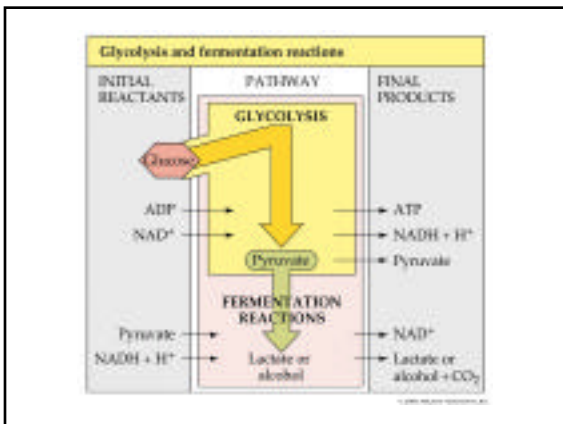 Glycolysis and fermentation reactions
INITIAL
REACTANTS
PATHWAY
FINAL
PRODUCTS
GLYCOLYSIS
Glucose
ADP
ATP
NAD⁺
NADH + H⁺
Pyruvate
Pyruvate
FERMENTATION
REACTIONS
Pyruvate
NAD⁺
NADH + H⁺
Lactate or
alcohol
Lactate or
alcohol + CO₂